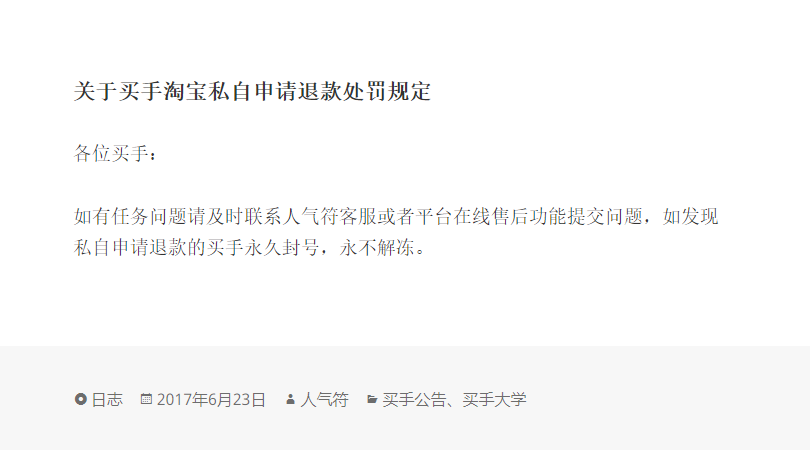 关于买手淘宝私自申请退款处罚规定
各位买手：
如有任务问题请及时联系人气符客服或者平台在线售后功能提交问题，如发现
私自申请退款的买手永久封号，永不解冻。
日志 2017年6月23日 人气符 买手公告、买手大学